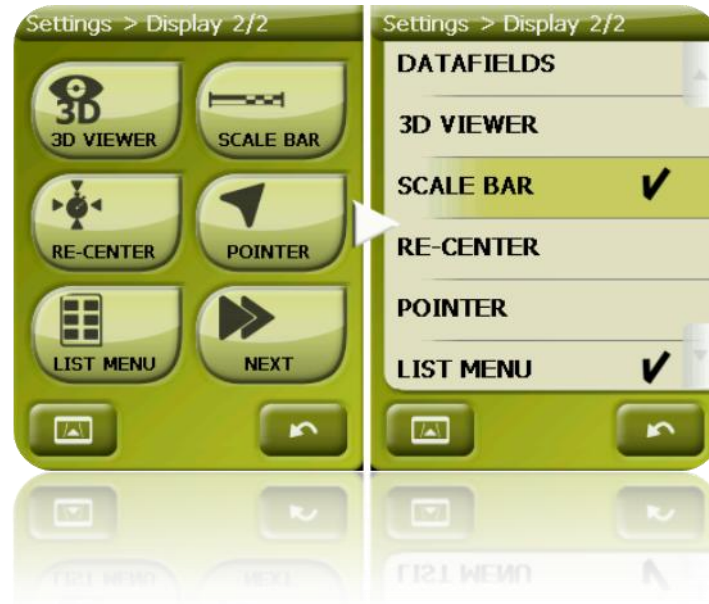 Settings > Display 2/2
3D
3D VIEWER
SCALE BAR
RE-CENTER
POINTER
LIST MENU
NEXT
Settings > Display 2/2
DATAFIELDS
3D VIEWER
SCALE BAR
RE-CENTER
POINTER
LIST MENU